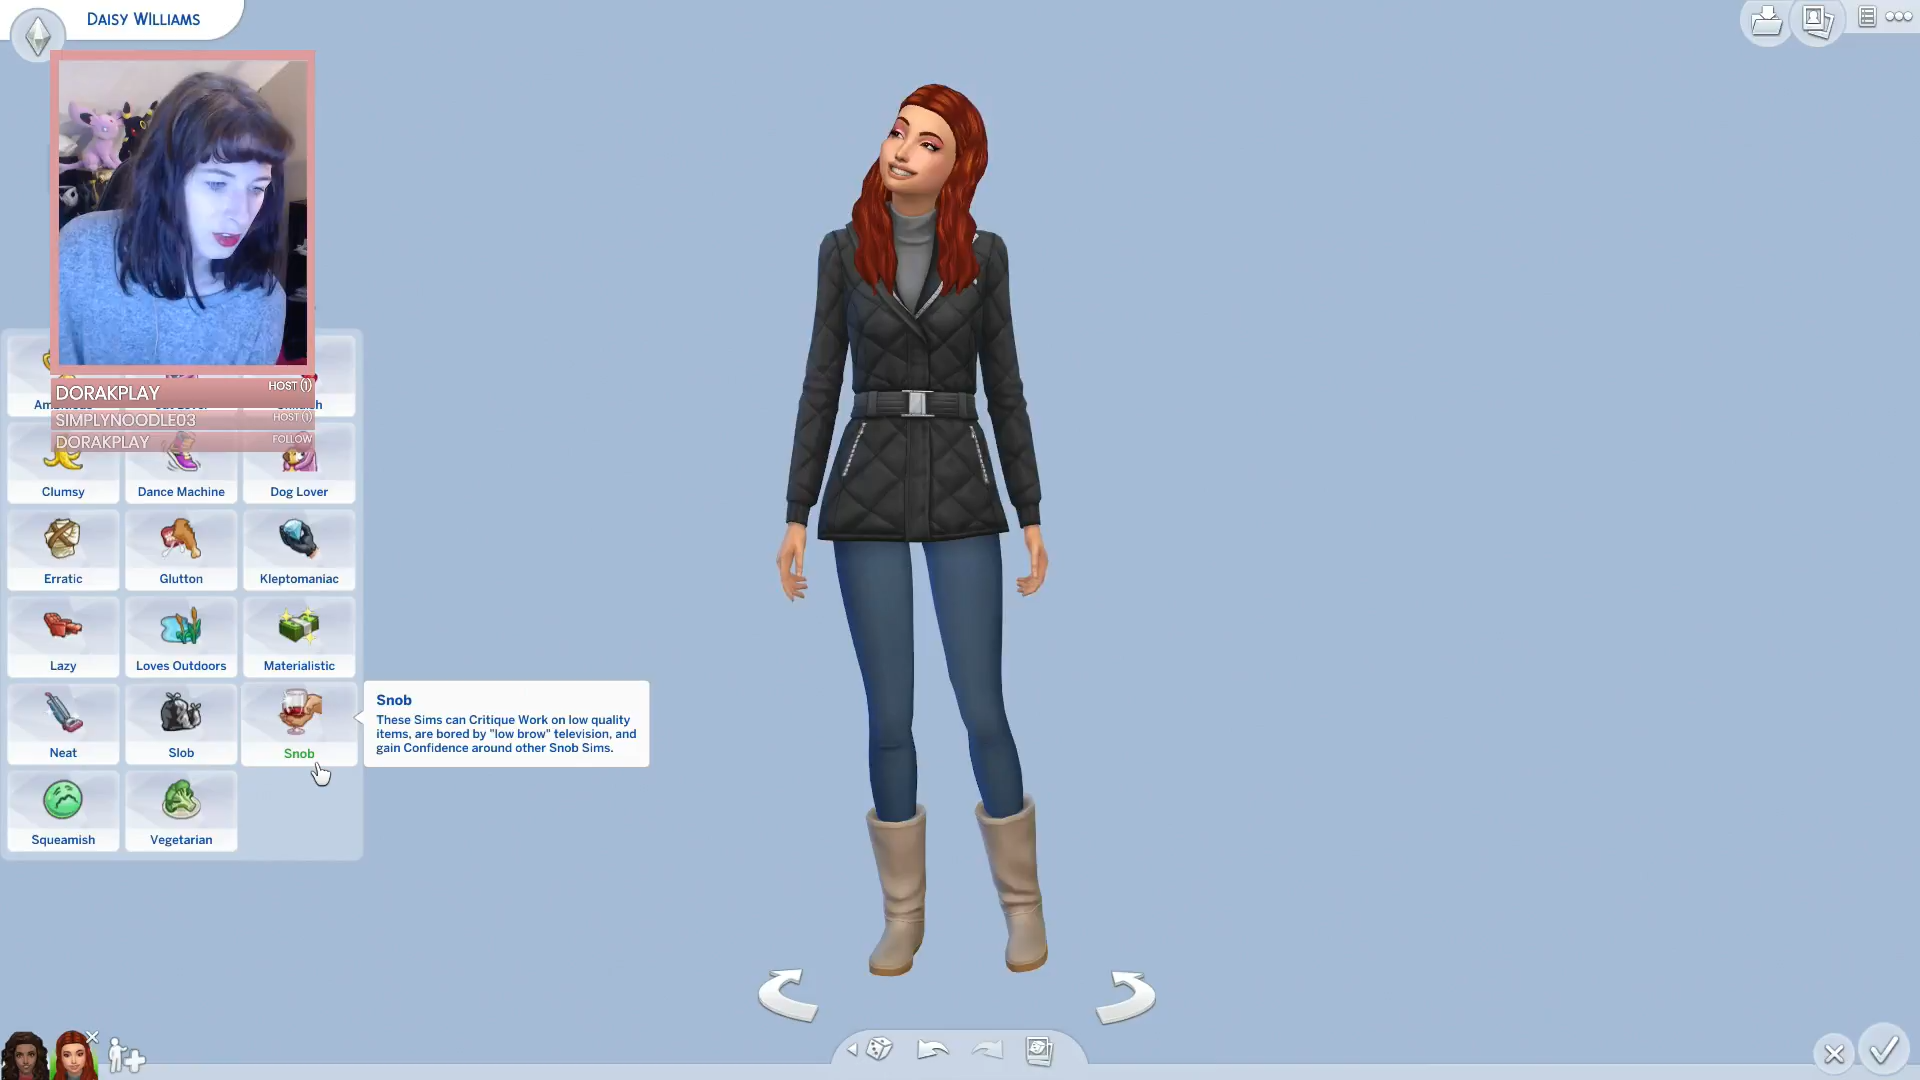 Daisy Williams
DORAKPLAY HOST (1)
SIMPLYNOODLE03 HOST (1)
DORAKPLAY FOLLOW
Clumsy Dance Machine Dog Lover
Erratic Glutton Kleptomaniac
Lazy Loves Outdoors Materialistic
Neat Slob Snob
Squeamish Vegetarian
Snob
These Sims can Critique Work on low quality
items, are bored by "low brow" television, and
gain Confidence around other Snob Sims.